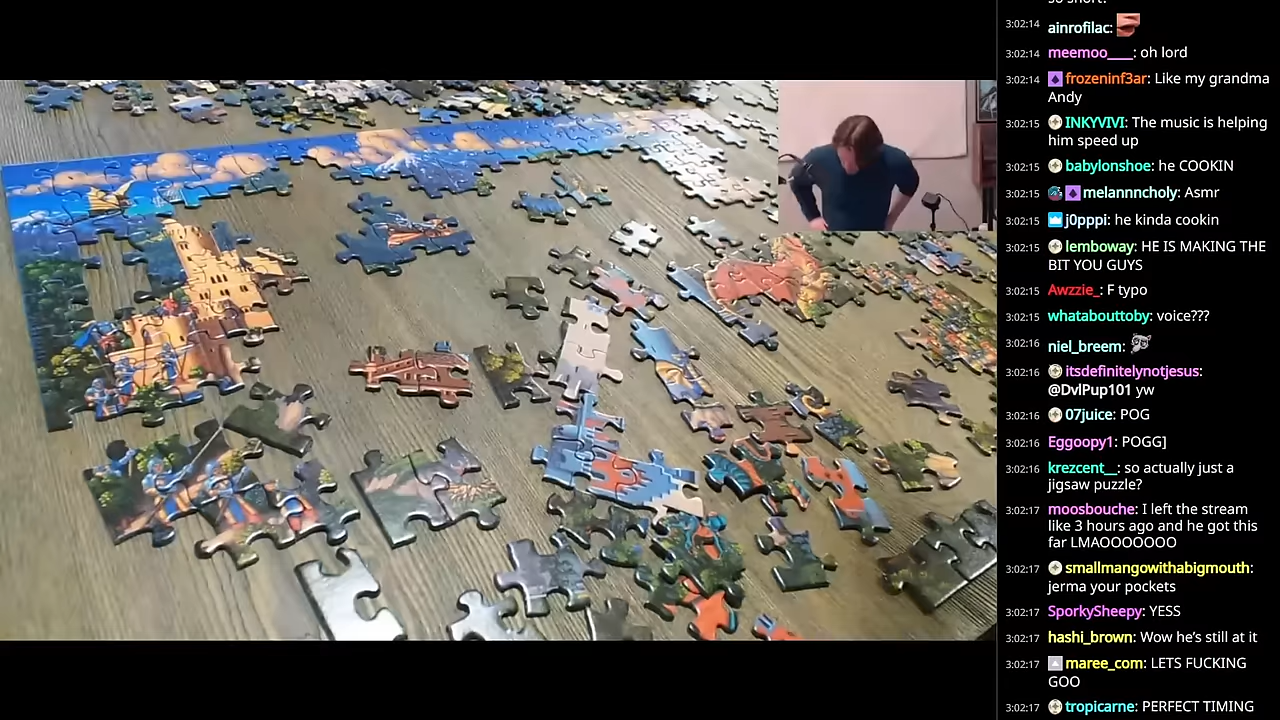 so short?
3:02:14 ainrofilac:
3:02:14 meemoo____: oh lord
3:02:14 frozeninf3ar: Like my grandma
Andy
3:02:15 INKYVIVI: The music is helping
him speed up
3:02:15 babylonshoe: he COOKIN
3:02:15 melannncholy: Asmr
3:02:15 j0pppi: he kinda cookin
3:02:15 lemboway: HE IS MAKING THE
BIT YOU GUYS
3:02:15 Awzzie_: F typo
3:02:15 whatabouttoby: voice???
3:02:16 niel_breem:
3:02:16 itsdefinitelynotjesus:
@DvlPup101 yw
3:02:16 07juice: POG
3:02:16 Eggoopy1: POGG]
3:02:16 krezcent__: so actually just a
jigsaw puzzle?
3:02:17 moosbouche: I left the stream
like 3 hours ago and he got this
far LMAOOOOOOO
3:02:17 smallmangowithabigmouth:
jerma your pockets
3:02:17 SporkySheepy: YESS
3:02:17 hashi_brown: Wow he's still at it
3:02:17 maree_com: LETS FUCKING
GOO
3:02:17 tropicarne: PERFECT TIMING